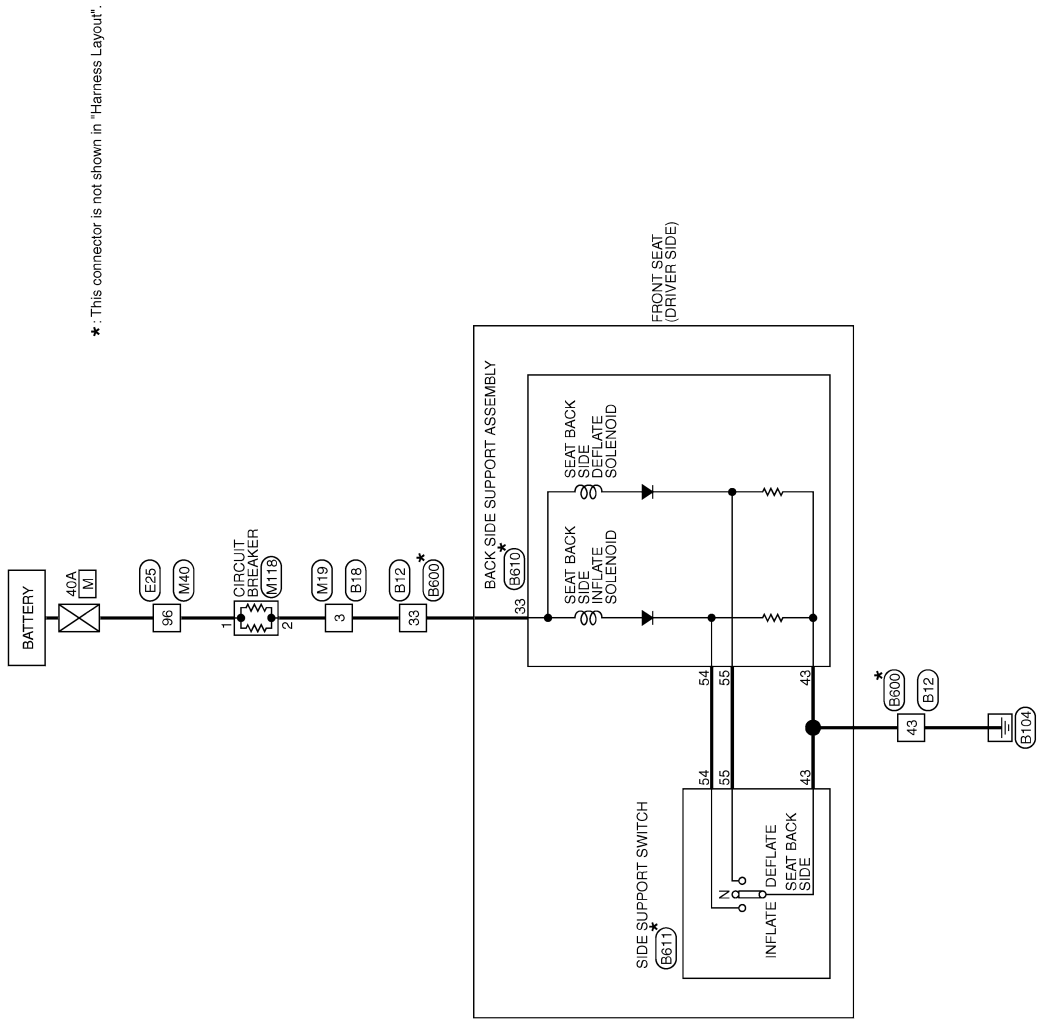 * : This connector is not shown in "Harness Layout".
BATTERY
40A
M
96
E25
M40
1
CIRCUIT
BREAKER
M118
2
3
M19
B18
33
B12
B600
*
FRONT SEAT
(DRIVER SIDE)
BACK SIDE SUPPORT ASSEMBLY
B610
*
33
SEAT BACK
SIDE
INFLATE
SOLENOID
SEAT BACK
SIDE
DEFLATE
SOLENOID
54
55
43
54
55
43
SIDE SUPPORT SWITCH
B611
*
N
INFLATE
DEFLATE
SEAT BACK
SIDE
43
B600
*
B12
B104